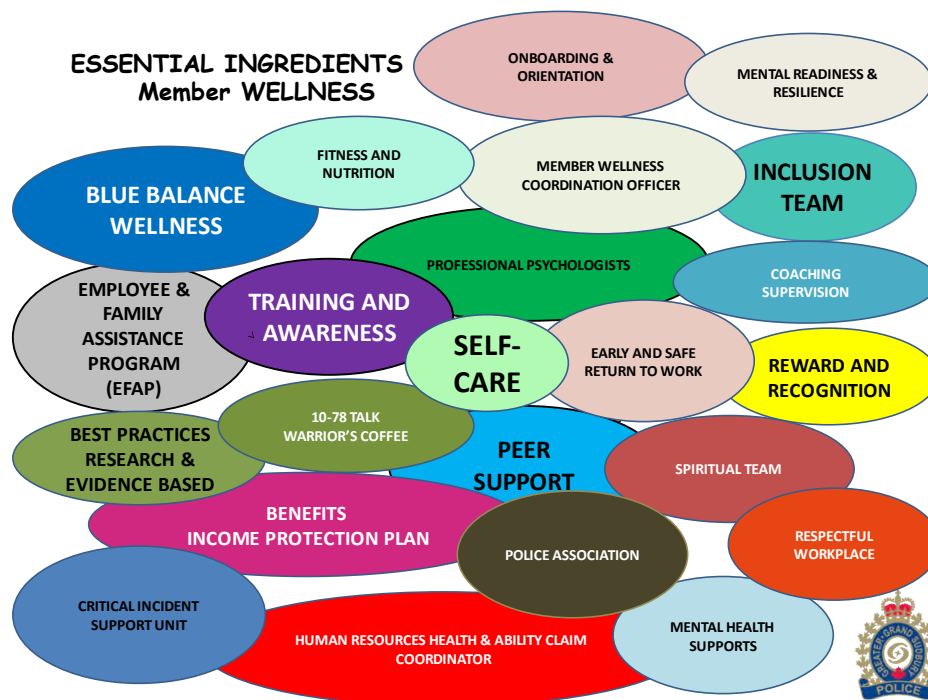 ESSENTIAL INGREDIENTS
Member WELLNESS
ONBOARDING &
ORIENTATION
MENTAL READINESS &
RESILIENCE
FITNESS AND
NUTRITION
MEMBER WELLNESS
COORDINATION OFFICER
INCLUSION
TEAM
BLUE BALANCE
WELLNESS
PROFESSIONAL PSYCHOLOGISTS
COACHING
SUPERVISION
EMPLOYEE &
FAMILY
ASSISTANCE
PROGRAM
(EFAP)
TRAINING AND
AWARENESS
SELF-
CARE
EARLY AND SAFE
RETURN TO WORK
REWARD AND
RECOGNITION
10-78 TALK
WARRIOR'S COFFEE
BEST PRACTICES
RESEARCH &
EVIDENCE BASED
PEER
SUPPORT
SPIRITUAL TEAM
BENEFITS
INCOME PROTECTION PLAN
POLICE ASSOCIATION
RESPECTFUL
WORKPLACE
CRITICAL INCIDENT
SUPPORT UNIT
HUMAN RESOURCES HEALTH & ABILITY CLAIM
COORDINATOR
MENTAL HEALTH
SUPPORTS
GREATER GRAND SUDBURY
POLICE